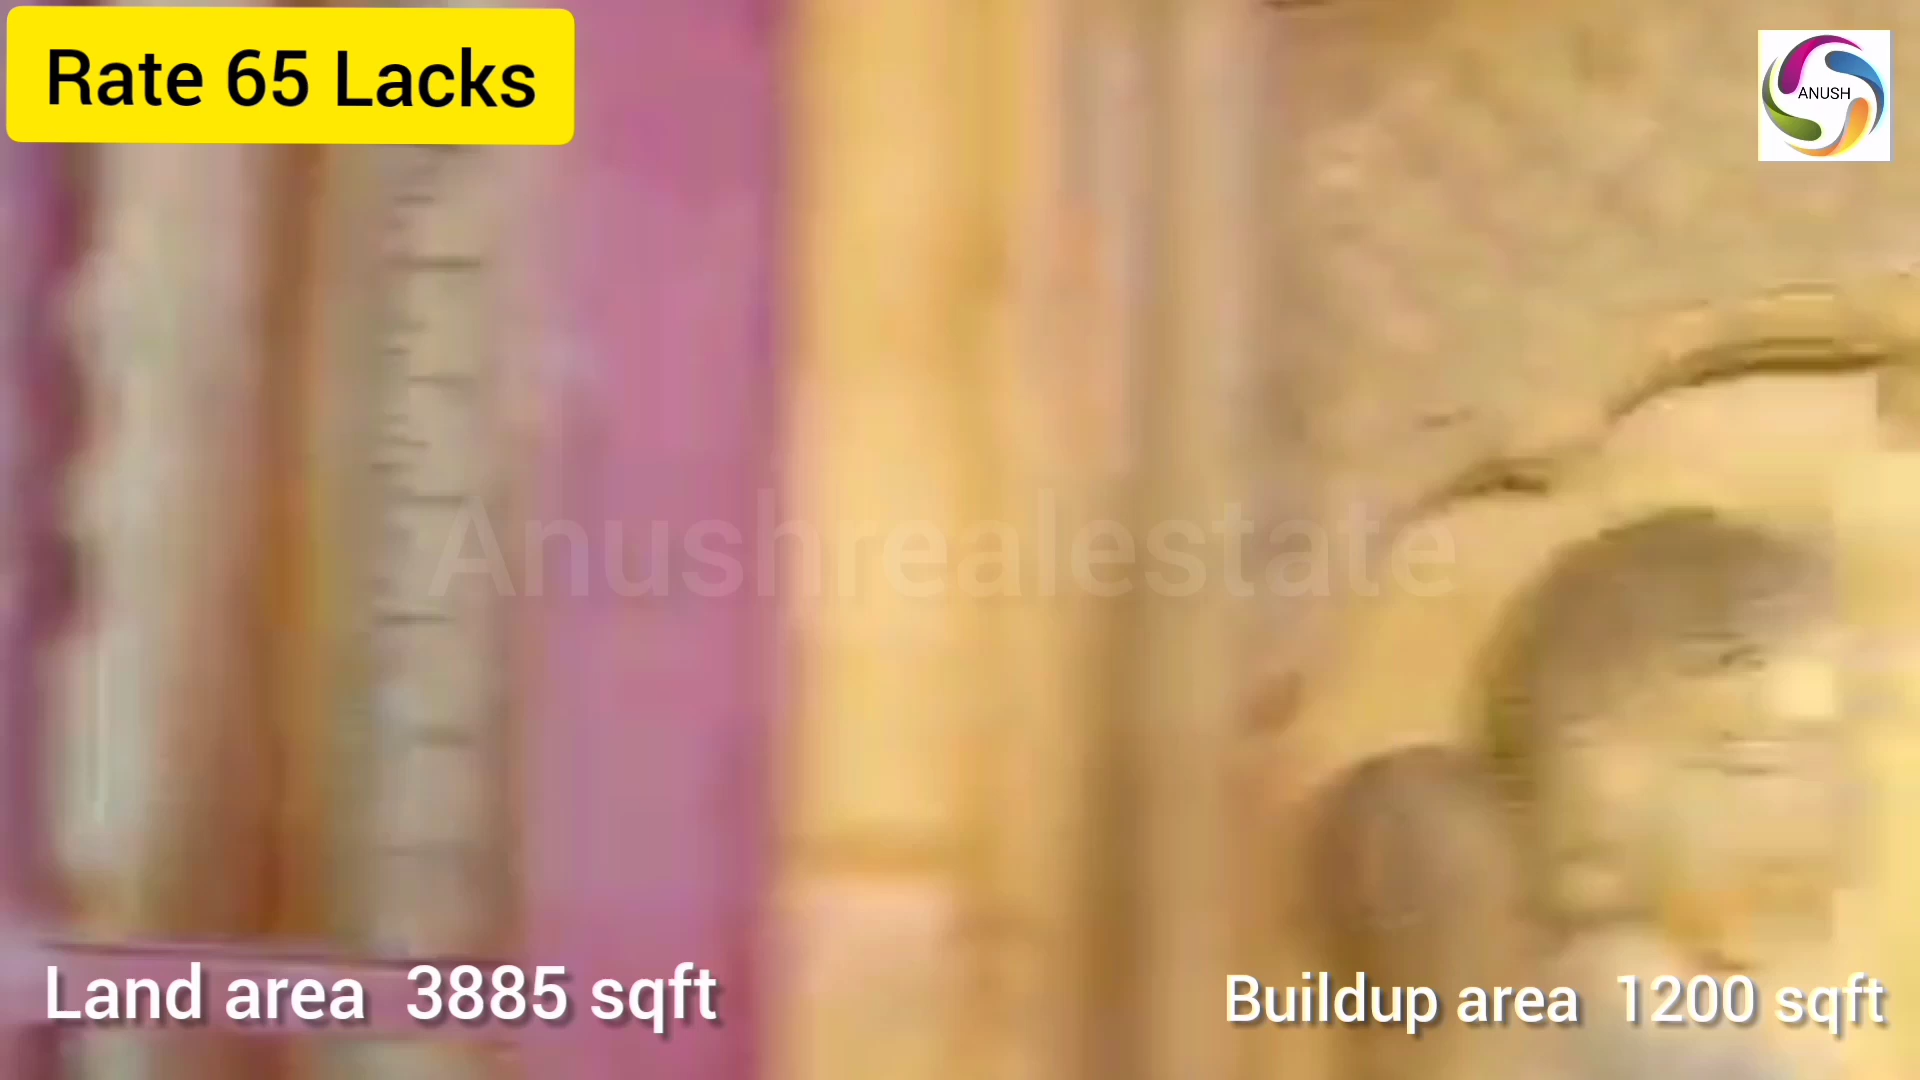 Rate 65 Lacks
ANUSH
Anushrealestate
Land area 3885 sqft
Buildup area 1200 sqft